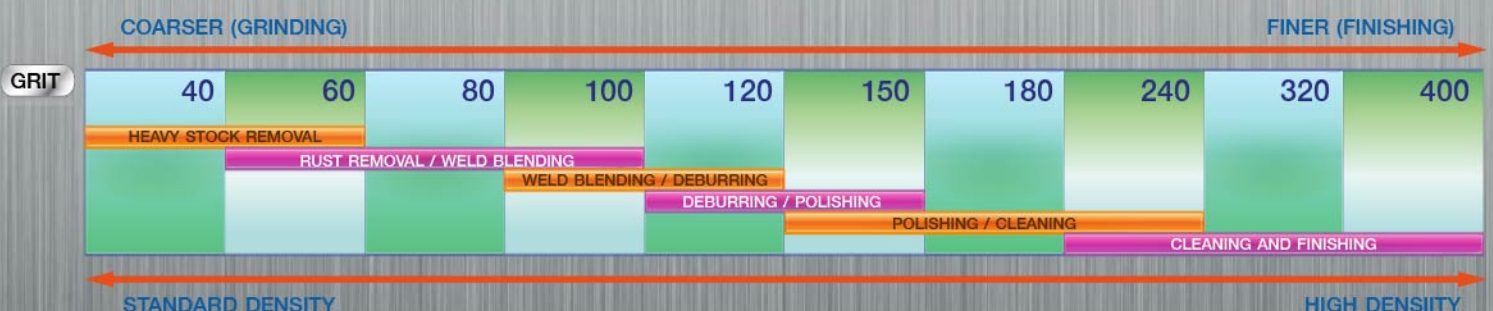 COARSER (GRINDING) FINER (FINISHING)
GRIT 40 60 80 100 120 150 180 240 320 400
HEAVY STOCK REMOVAL
RUST REMOVAL / WELD BLENDING
WELD BLENDING / DEBURRING
DEBURRING / POLISHING
POLISHING / CLEANING
CLEANING AND FINISHING
STANDARD DENSITY HIGH DENSIITY